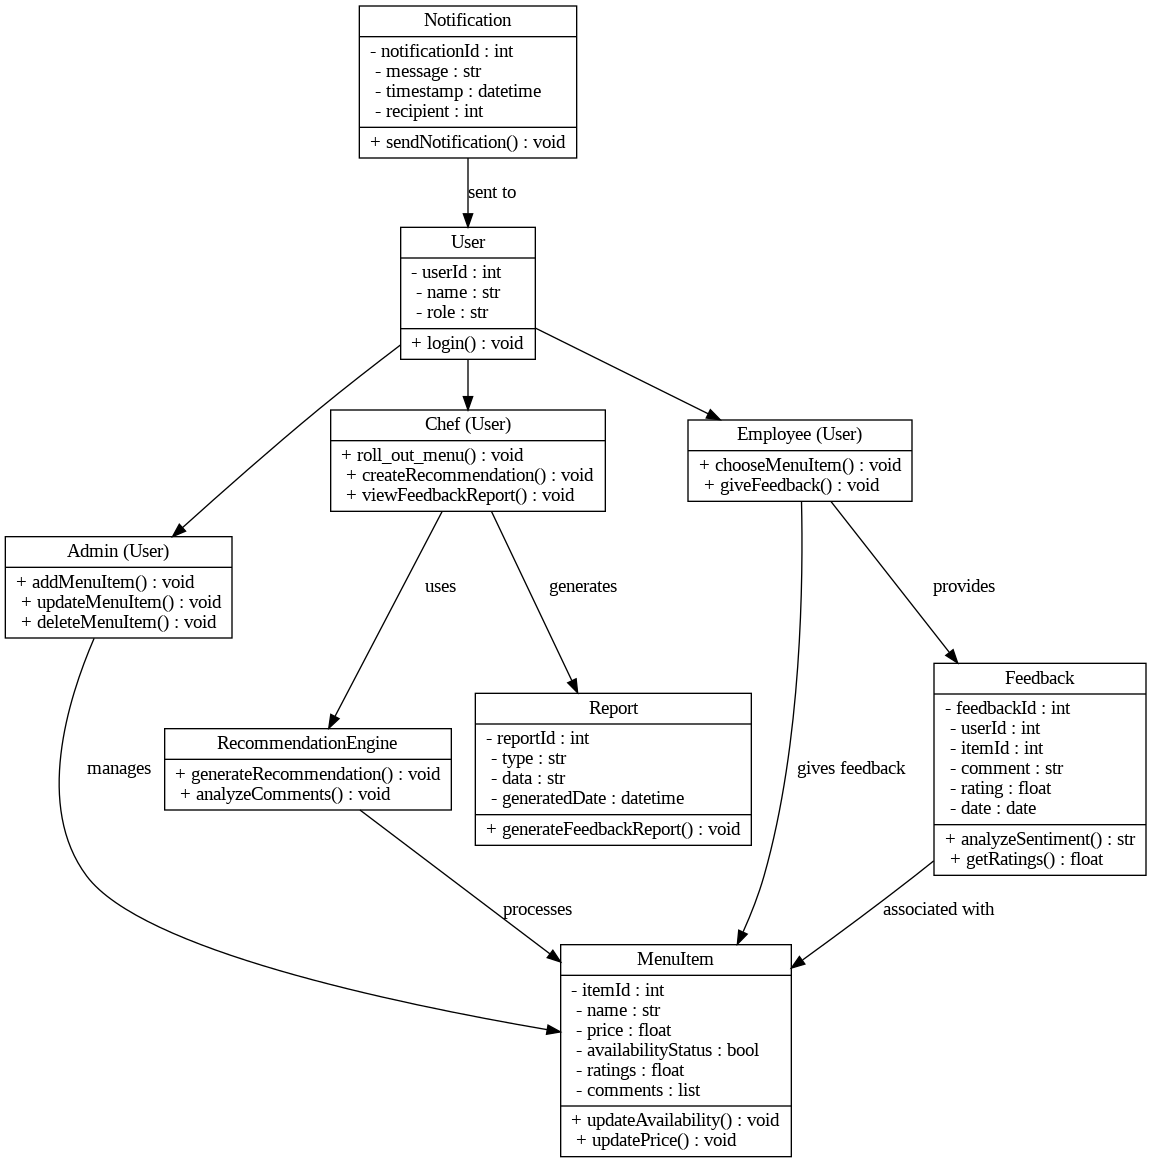 Notification
- notificationId : int
- message : str
- timestamp : datetime
- recipient : int
+ sendNotification() : void
sent to
User
- userId : int
- name : str
- role : str
+ login() : void
Chef (User)
+ roll_out_menu() : void
+ createRecommendation() : void
+ viewFeedbackReport() : void
Employee (User)
+ chooseMenuItem() : void
+ giveFeedback() : void
Admin (User)
+ addMenuItem() : void
+ updateMenuItem() : void
+ deleteMenuItem() : void
uses
generates
provides
RecommendationEngine
+ generateRecommendation() : void
+ analyzeComments() : void
Report
- reportId : int
- type : str
- data : str
- generatedDate : datetime
+ generateFeedbackReport() : void
Feedback
- feedbackId : int
- userId : int
- itemId : int
- comment : str
- rating : float
- date : date
+ analyzeSentiment() : str
+ getRatings() : float
manages
gives feedback
processes
associated with
MenuItem
- itemId : int
- name : str
- price : float
- availabilityStatus : bool
- ratings : float
- comments : list
+ updateAvailability() : void
+ updatePrice() : void